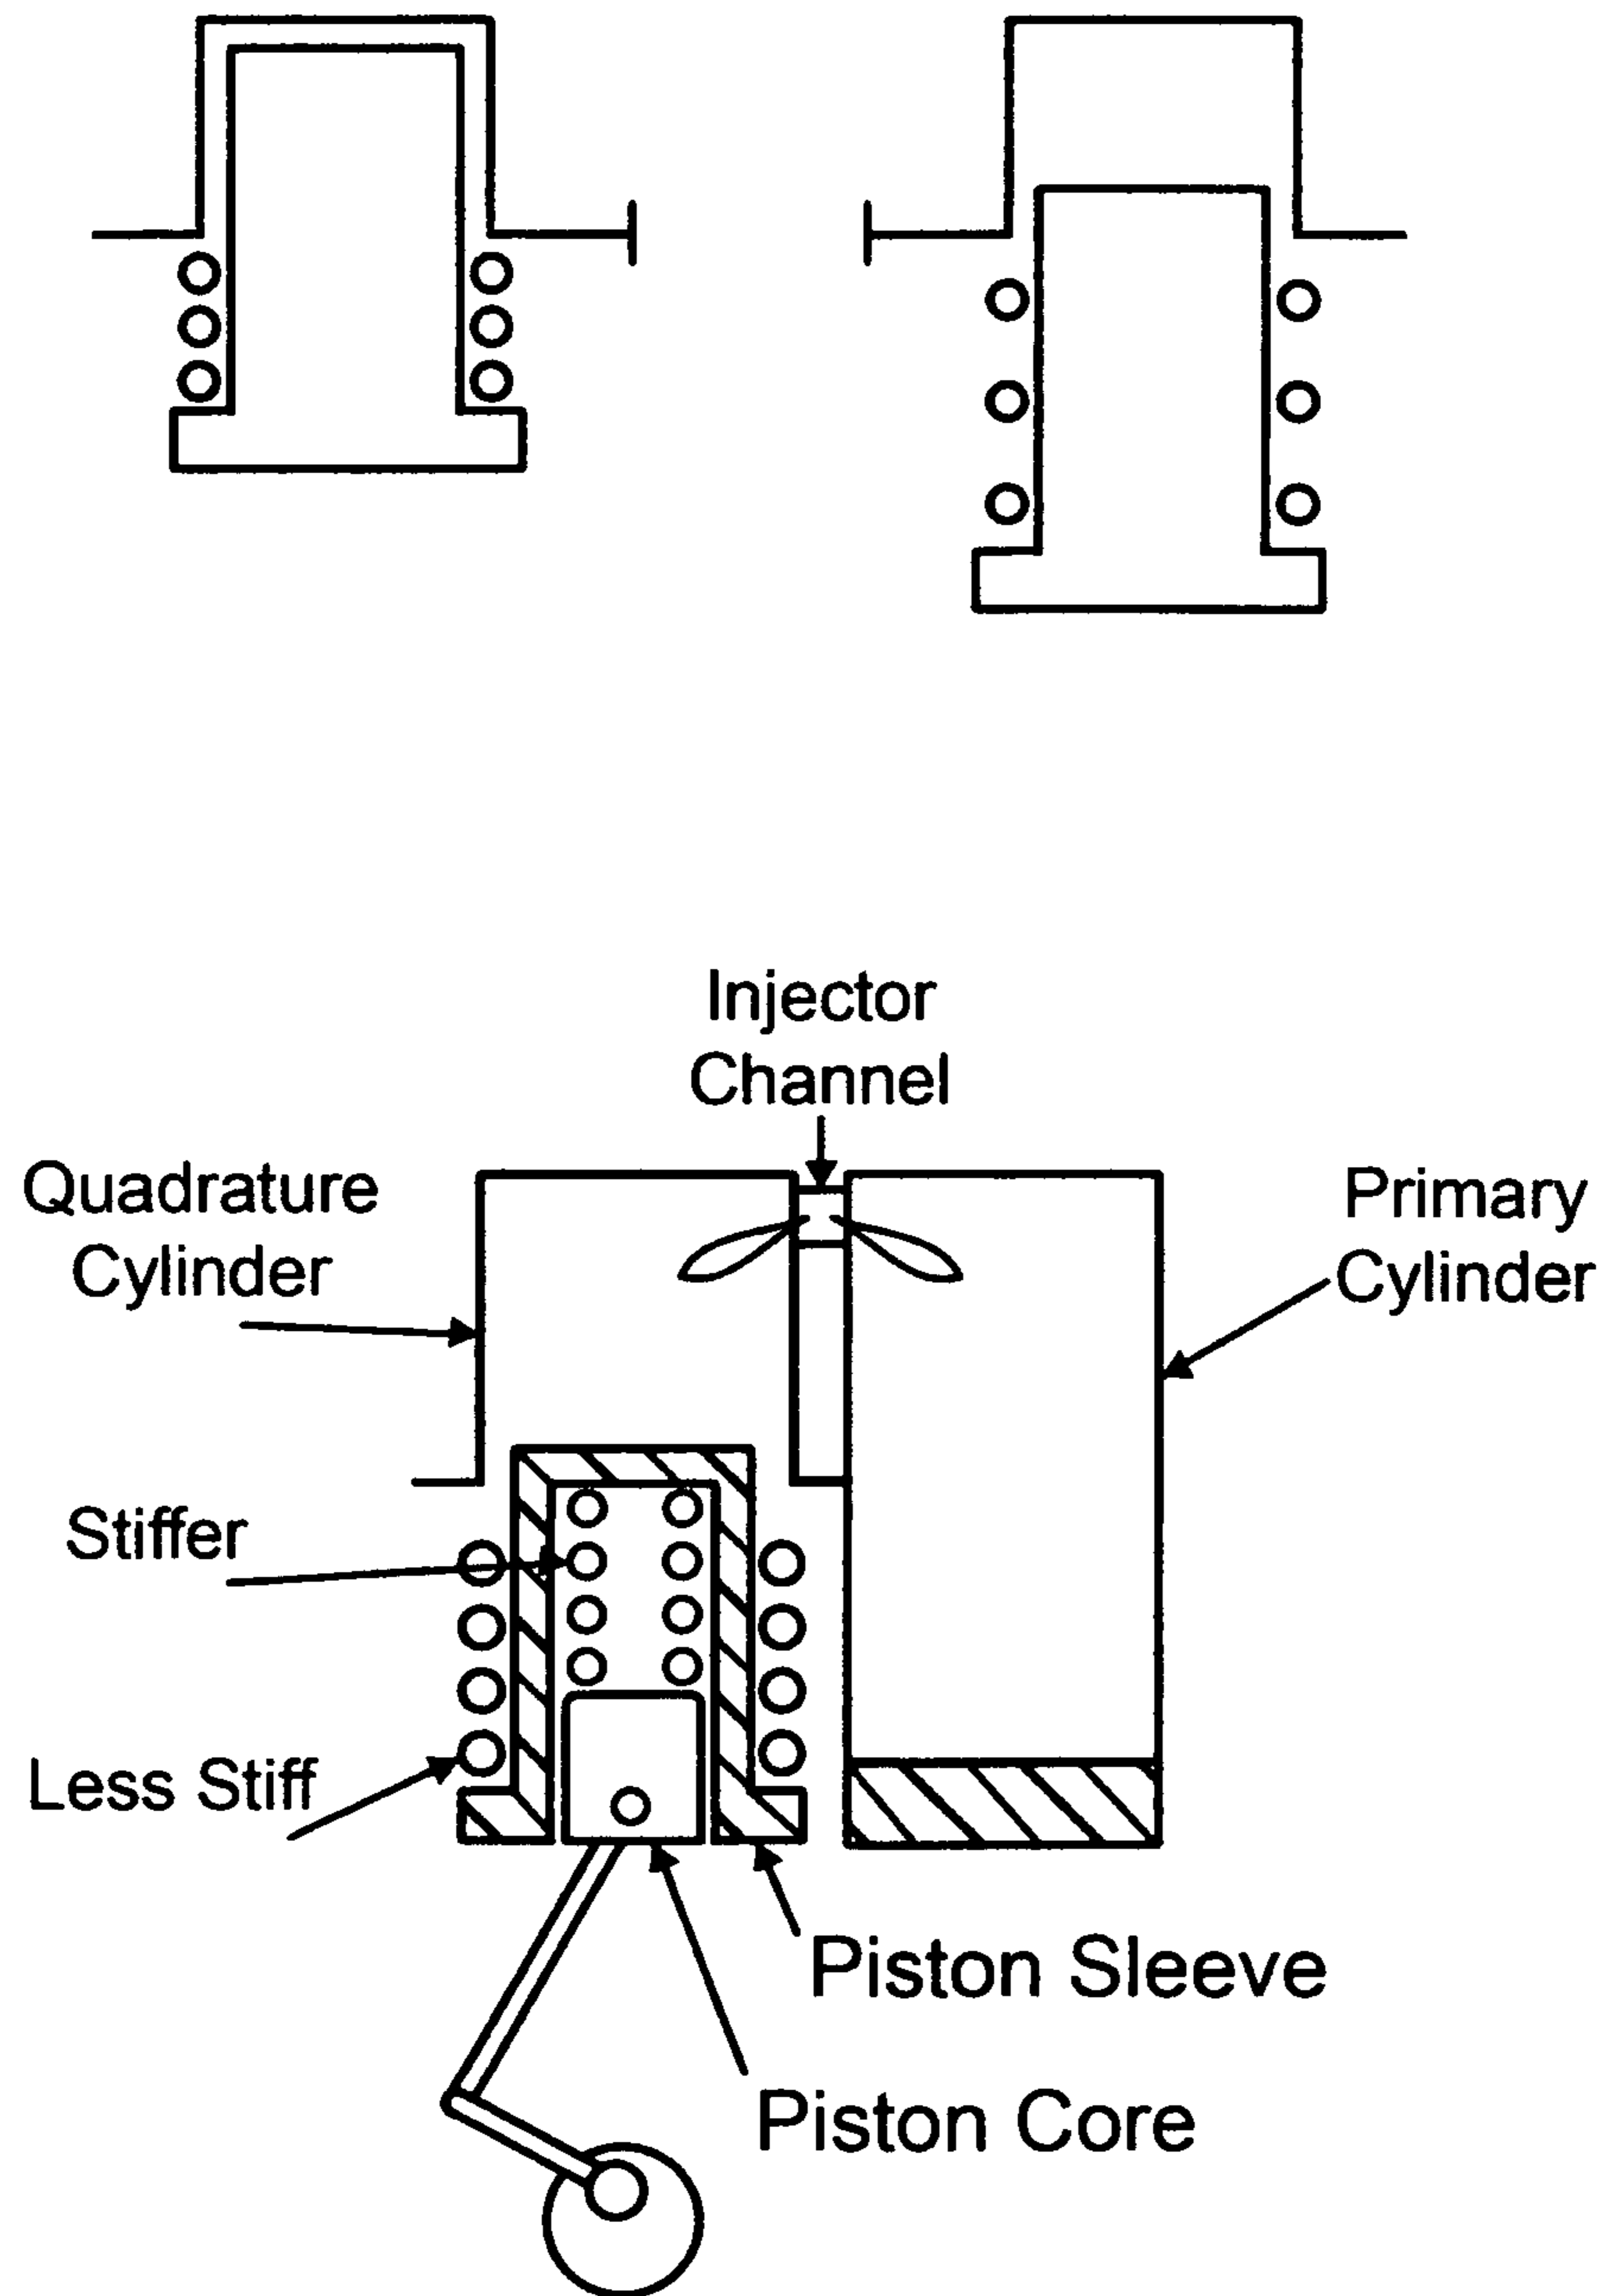 Injector
Channel
Quadrature
Cylinder
Primary
Cylinder
Stiffer
Less Stiff
Piston Sleeve
Piston Core